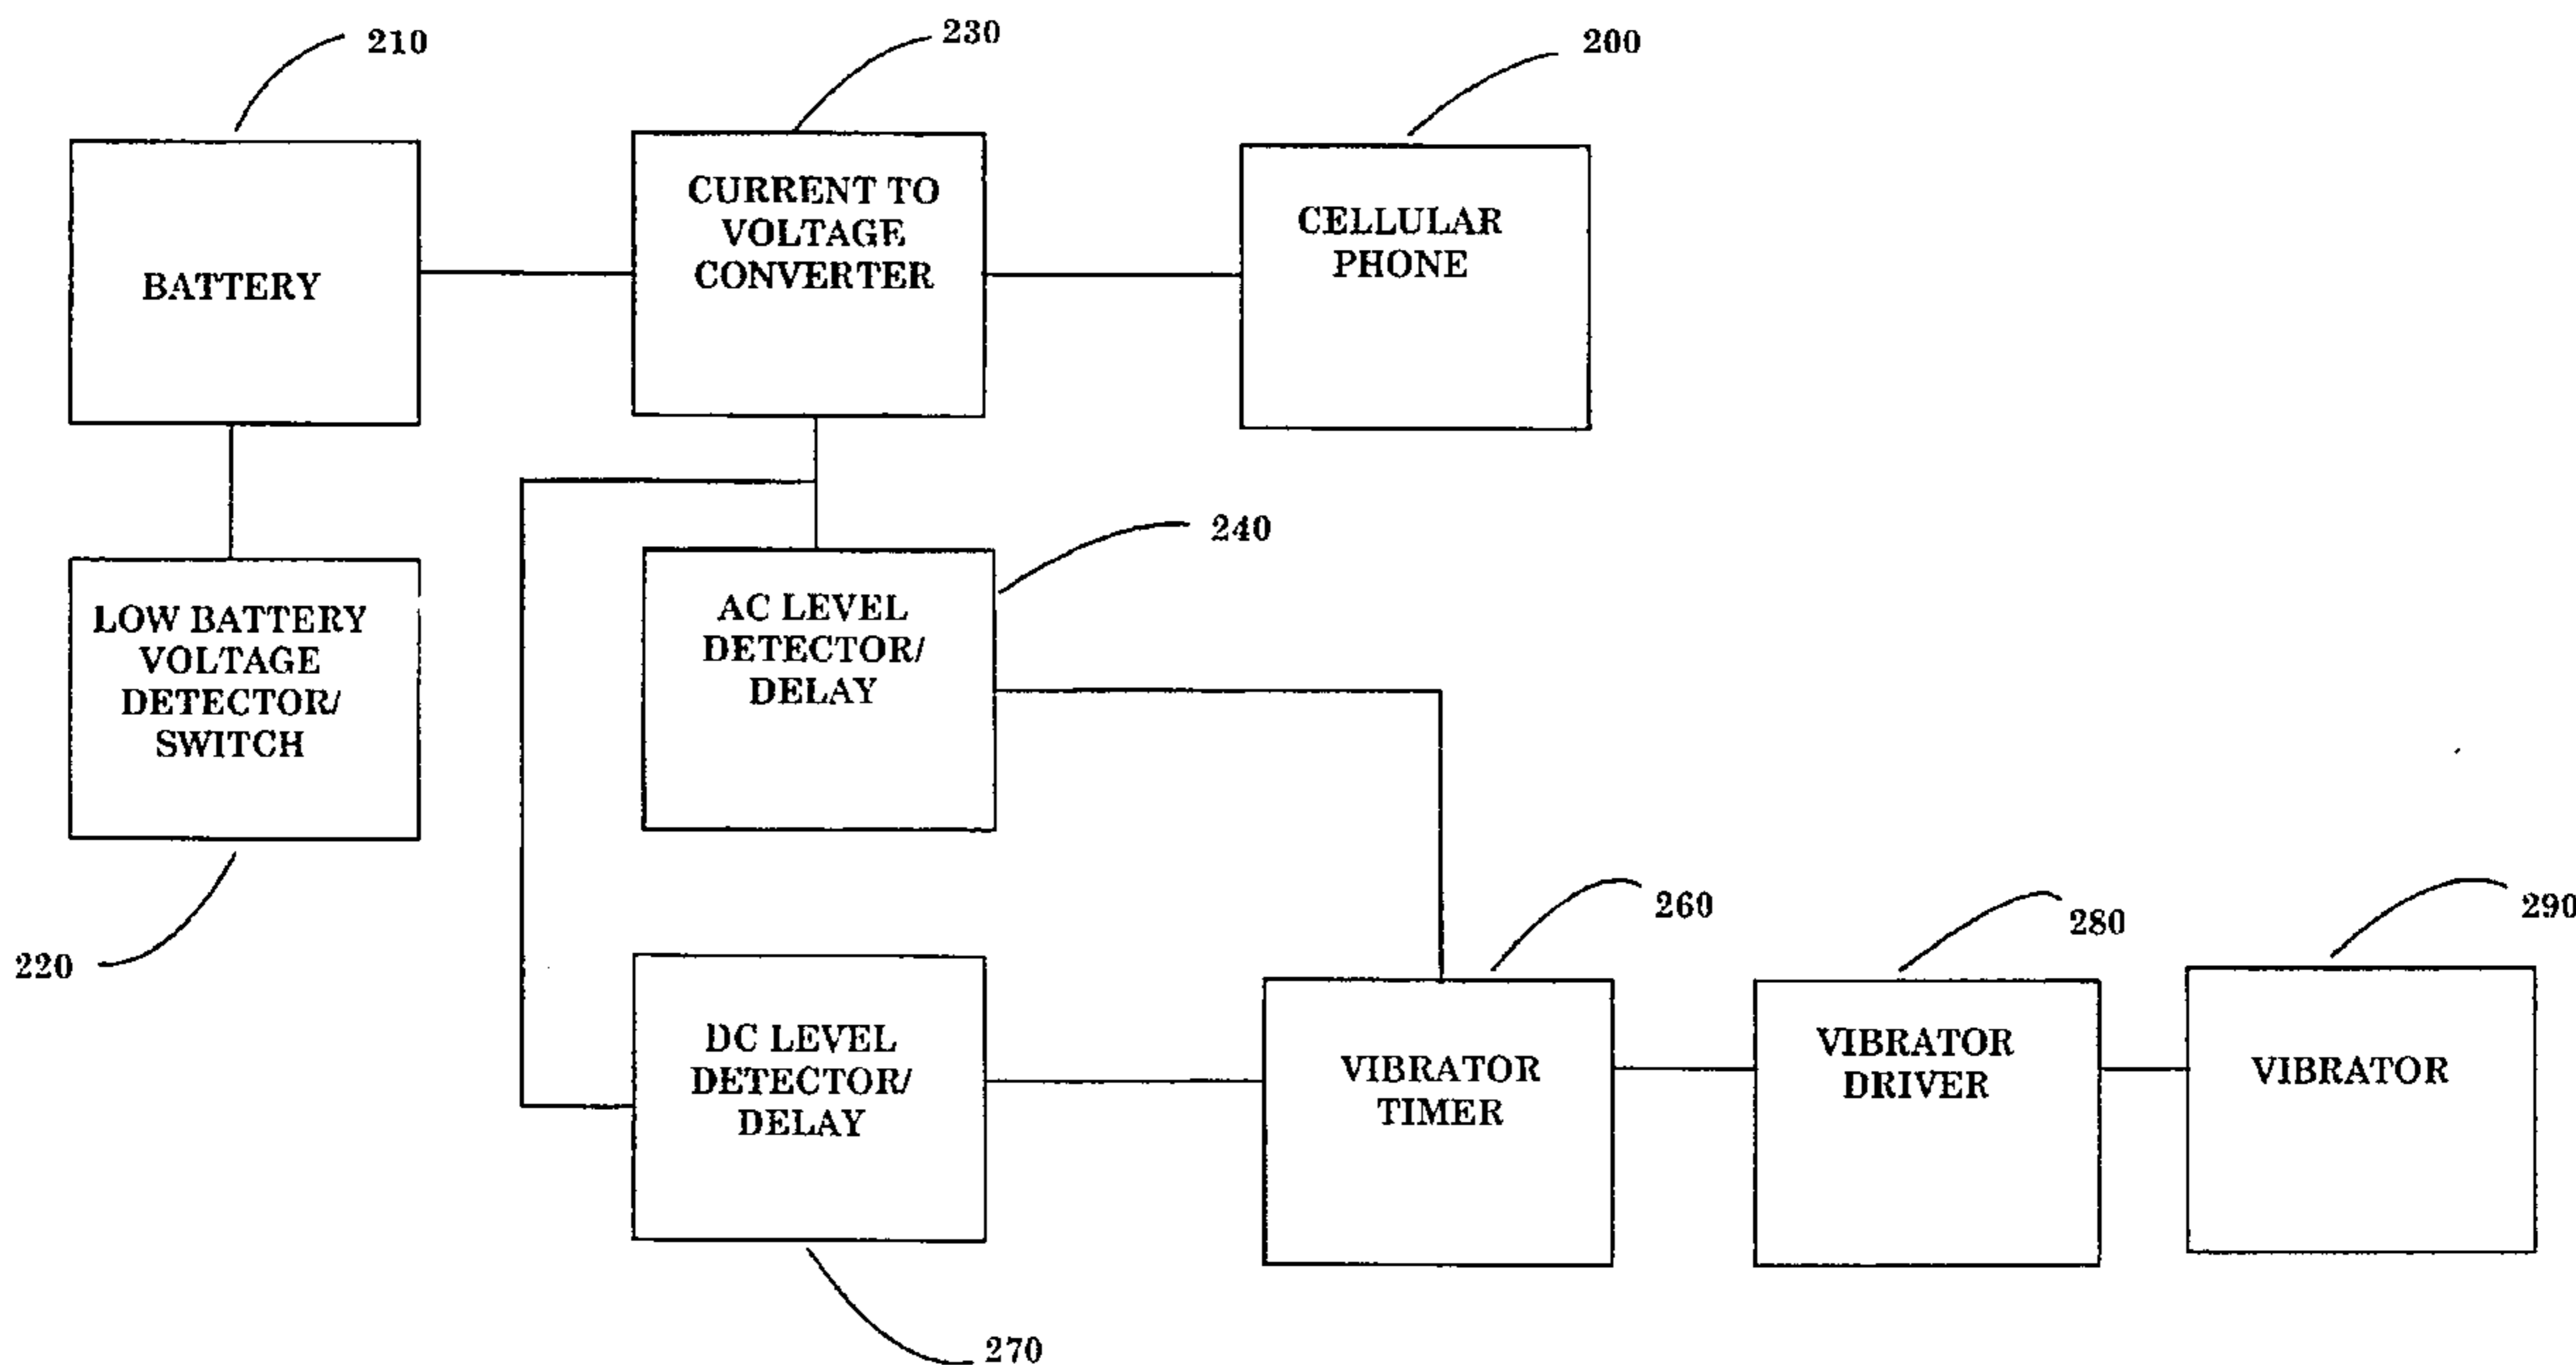 210
230
200
BATTERY
CURRENT TO
VOLTAGE
CONVERTER
CELLULAR
PHONE
240
LOW BATTERY
VOLTAGE
DETECTOR/
SWITCH
AC LEVEL
DETECTOR/
DELAY
220
260
280
290
DC LEVEL
DETECTOR/
DELAY
VIBRATOR
TIMER
VIBRATOR
DRIVER
VIBRATOR
270